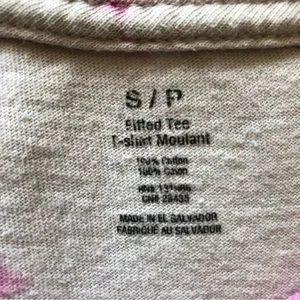 S / P
Fitted Tee
T-shirt Moulant
100% Cotton
100% Coton
MADE IN EL SALVADOR
FABRIQUÉ AU SALVADOR